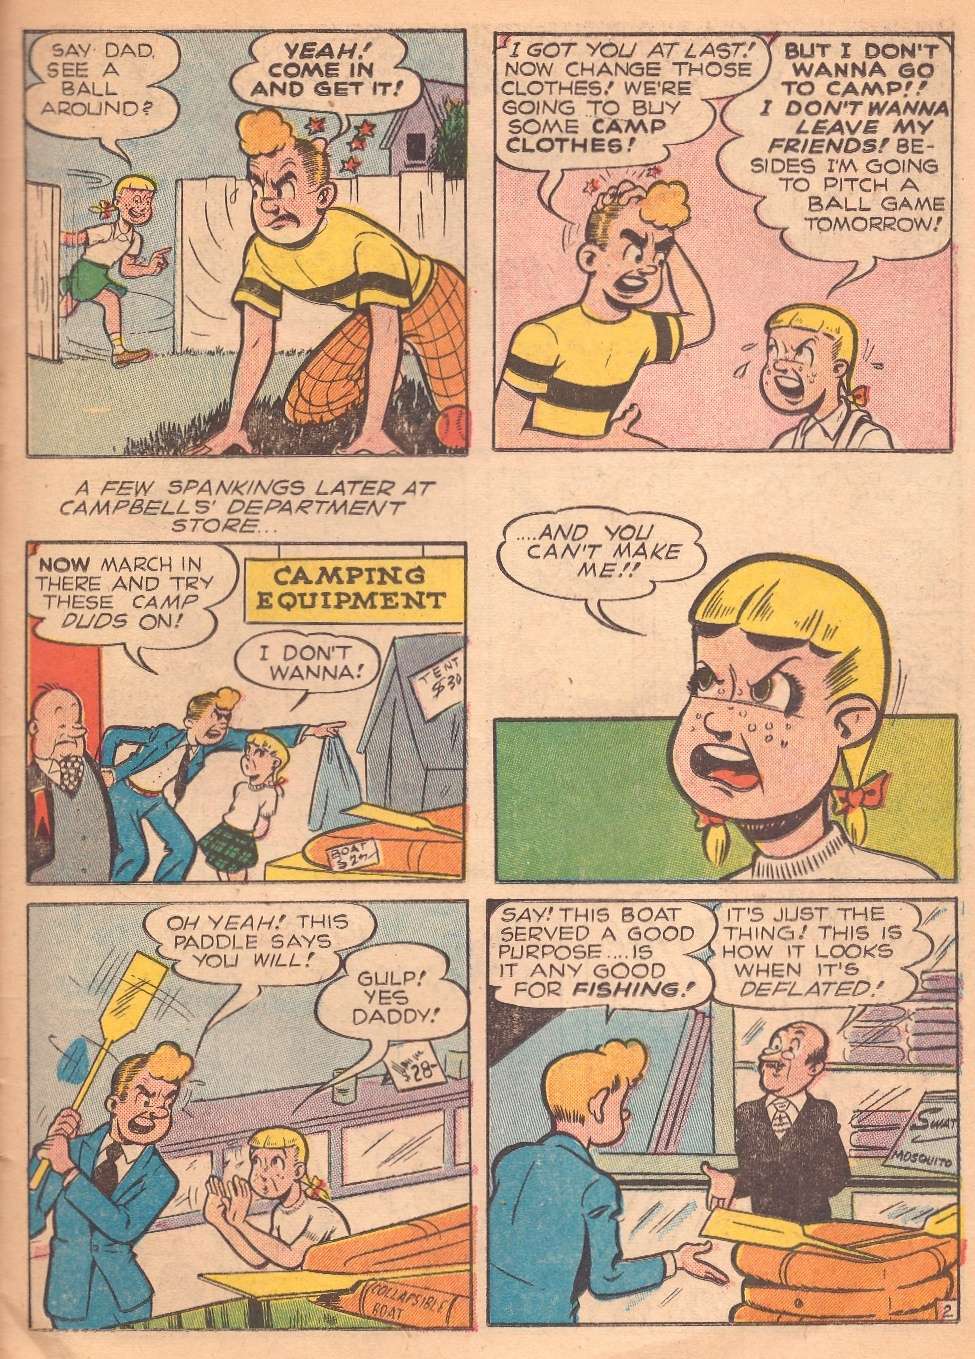 SAY DAD,
SEE A
BALL
AROUND?
YEAH!
COME IN
AND GET IT!
I GOT YOU AT LAST!
NOW CHANGE THOSE
CLOTHES! WE'RE
GOING TO BUY
SOME CAMP
CLOTHES!
BUT I DON'T
WANNA GO
TO CAMP!!
I DON'T WANNA
LEAVE MY
FRIENDS! BE-
SIDES I'M GOING
TO PITCH A
BALL GAME
TOMORROW!
A FEW SPANKINGS LATER AT
CAMPBELL'S' DEPARTMENT
STORE...
NOW MARCH IN
THERE AND TRY
THESE CAMP
DUDS ON!
CAMPING
EQUIPMENT
I DON'T
WANNA!
TENT
$30
BOAT
....AND YOU
CAN'T MAKE
ME!!
OH YEAH! THIS
PADDLE SAYS
YOU WILL!
GULP!
YES
DADDY!
$28-
COLLAPSIBLE
BOAT
SAY! THIS BOAT
SERVED A GOOD
PURPOSE....IS
IT ANY GOOD
FOR FISHING!
IT'S JUST THE
THING! THIS IS
HOW IT LOOKS
WHEN IT'S
DEFLATED!
SWAT
MOSQUITO
2